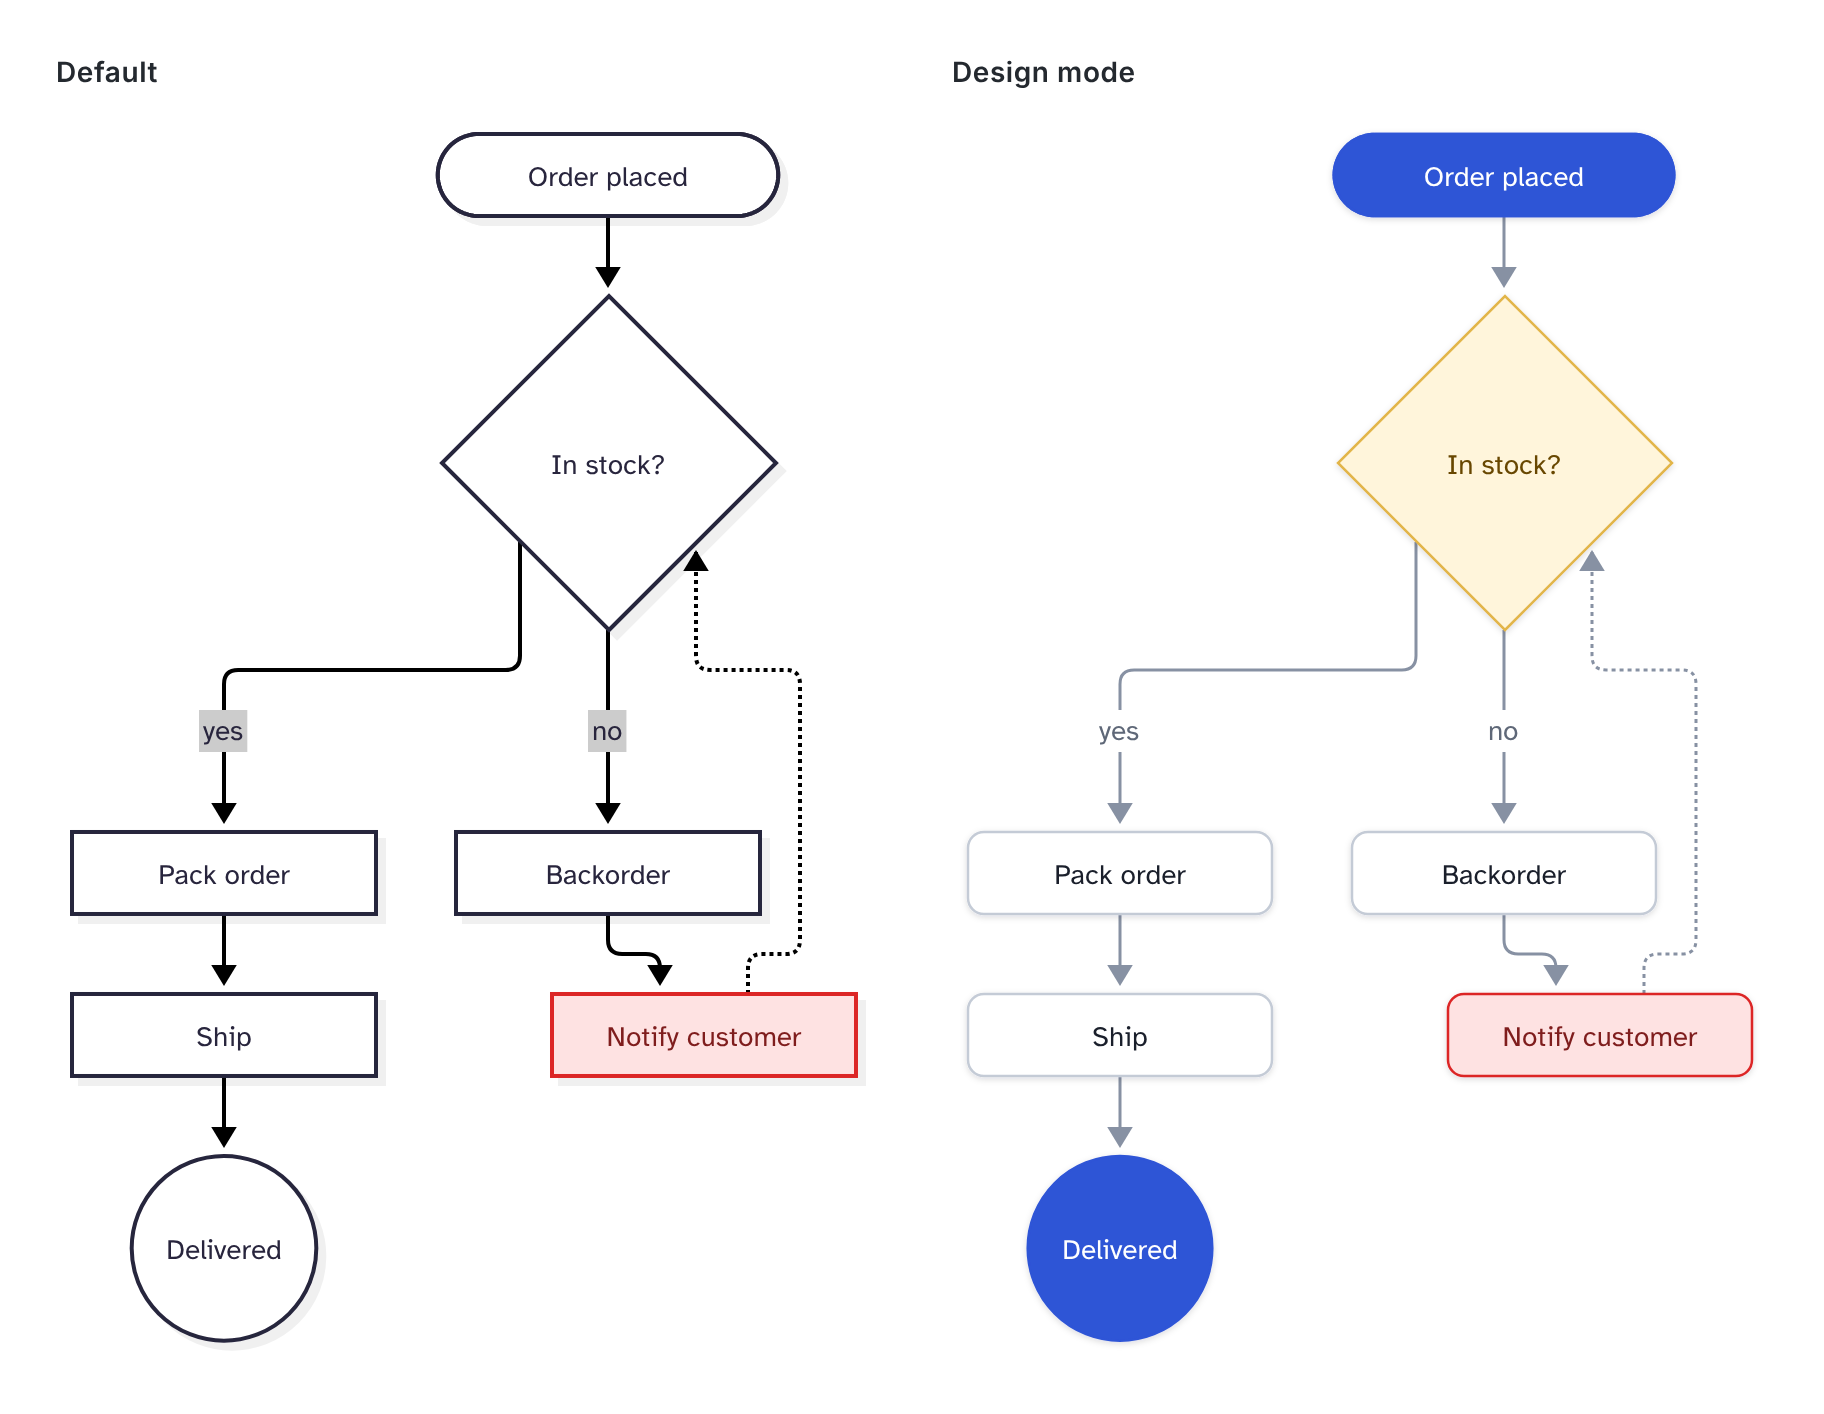 Default
Order placed
In stock?
yes
no
Pack order
Backorder
Ship
Notify customer
Delivered
Design mode
Order placed
In stock?
yes
no
Pack order
Backorder
Ship
Notify customer
Delivered